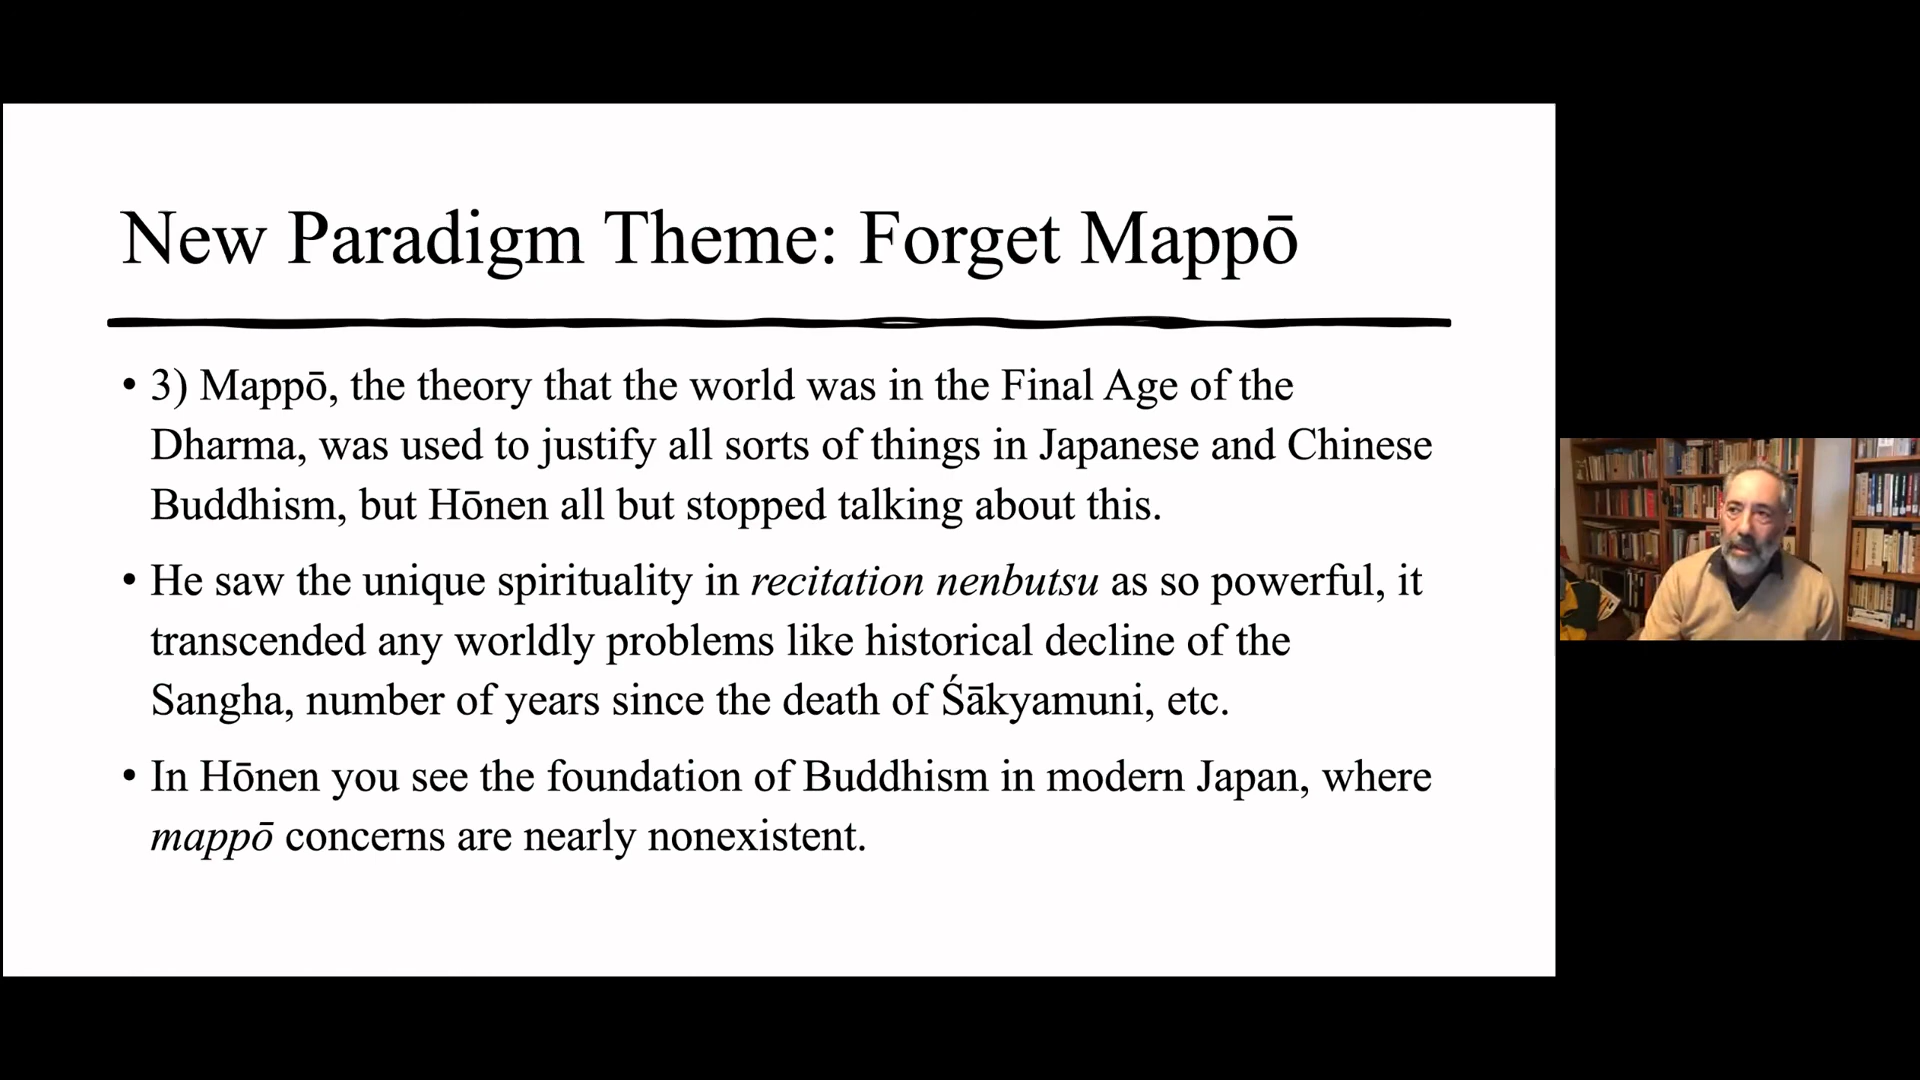 New Paradigm Theme: Forget Mappō
• 3) Mappō, the theory that the world was in the Final Age of the
Dharma, was used to justify all sorts of things in Japanese and Chinese
Buddhism, but Hōnen all but stopped talking about this.
• He saw the unique spirituality in recitation nenbutsu as so powerful, it
transcended any worldly problems like historical decline of the
Sangha, number of years since the death of Śākyamuni, etc.
• In Hōnen you see the foundation of Buddhism in modern Japan, where
mappō concerns are nearly nonexistent.